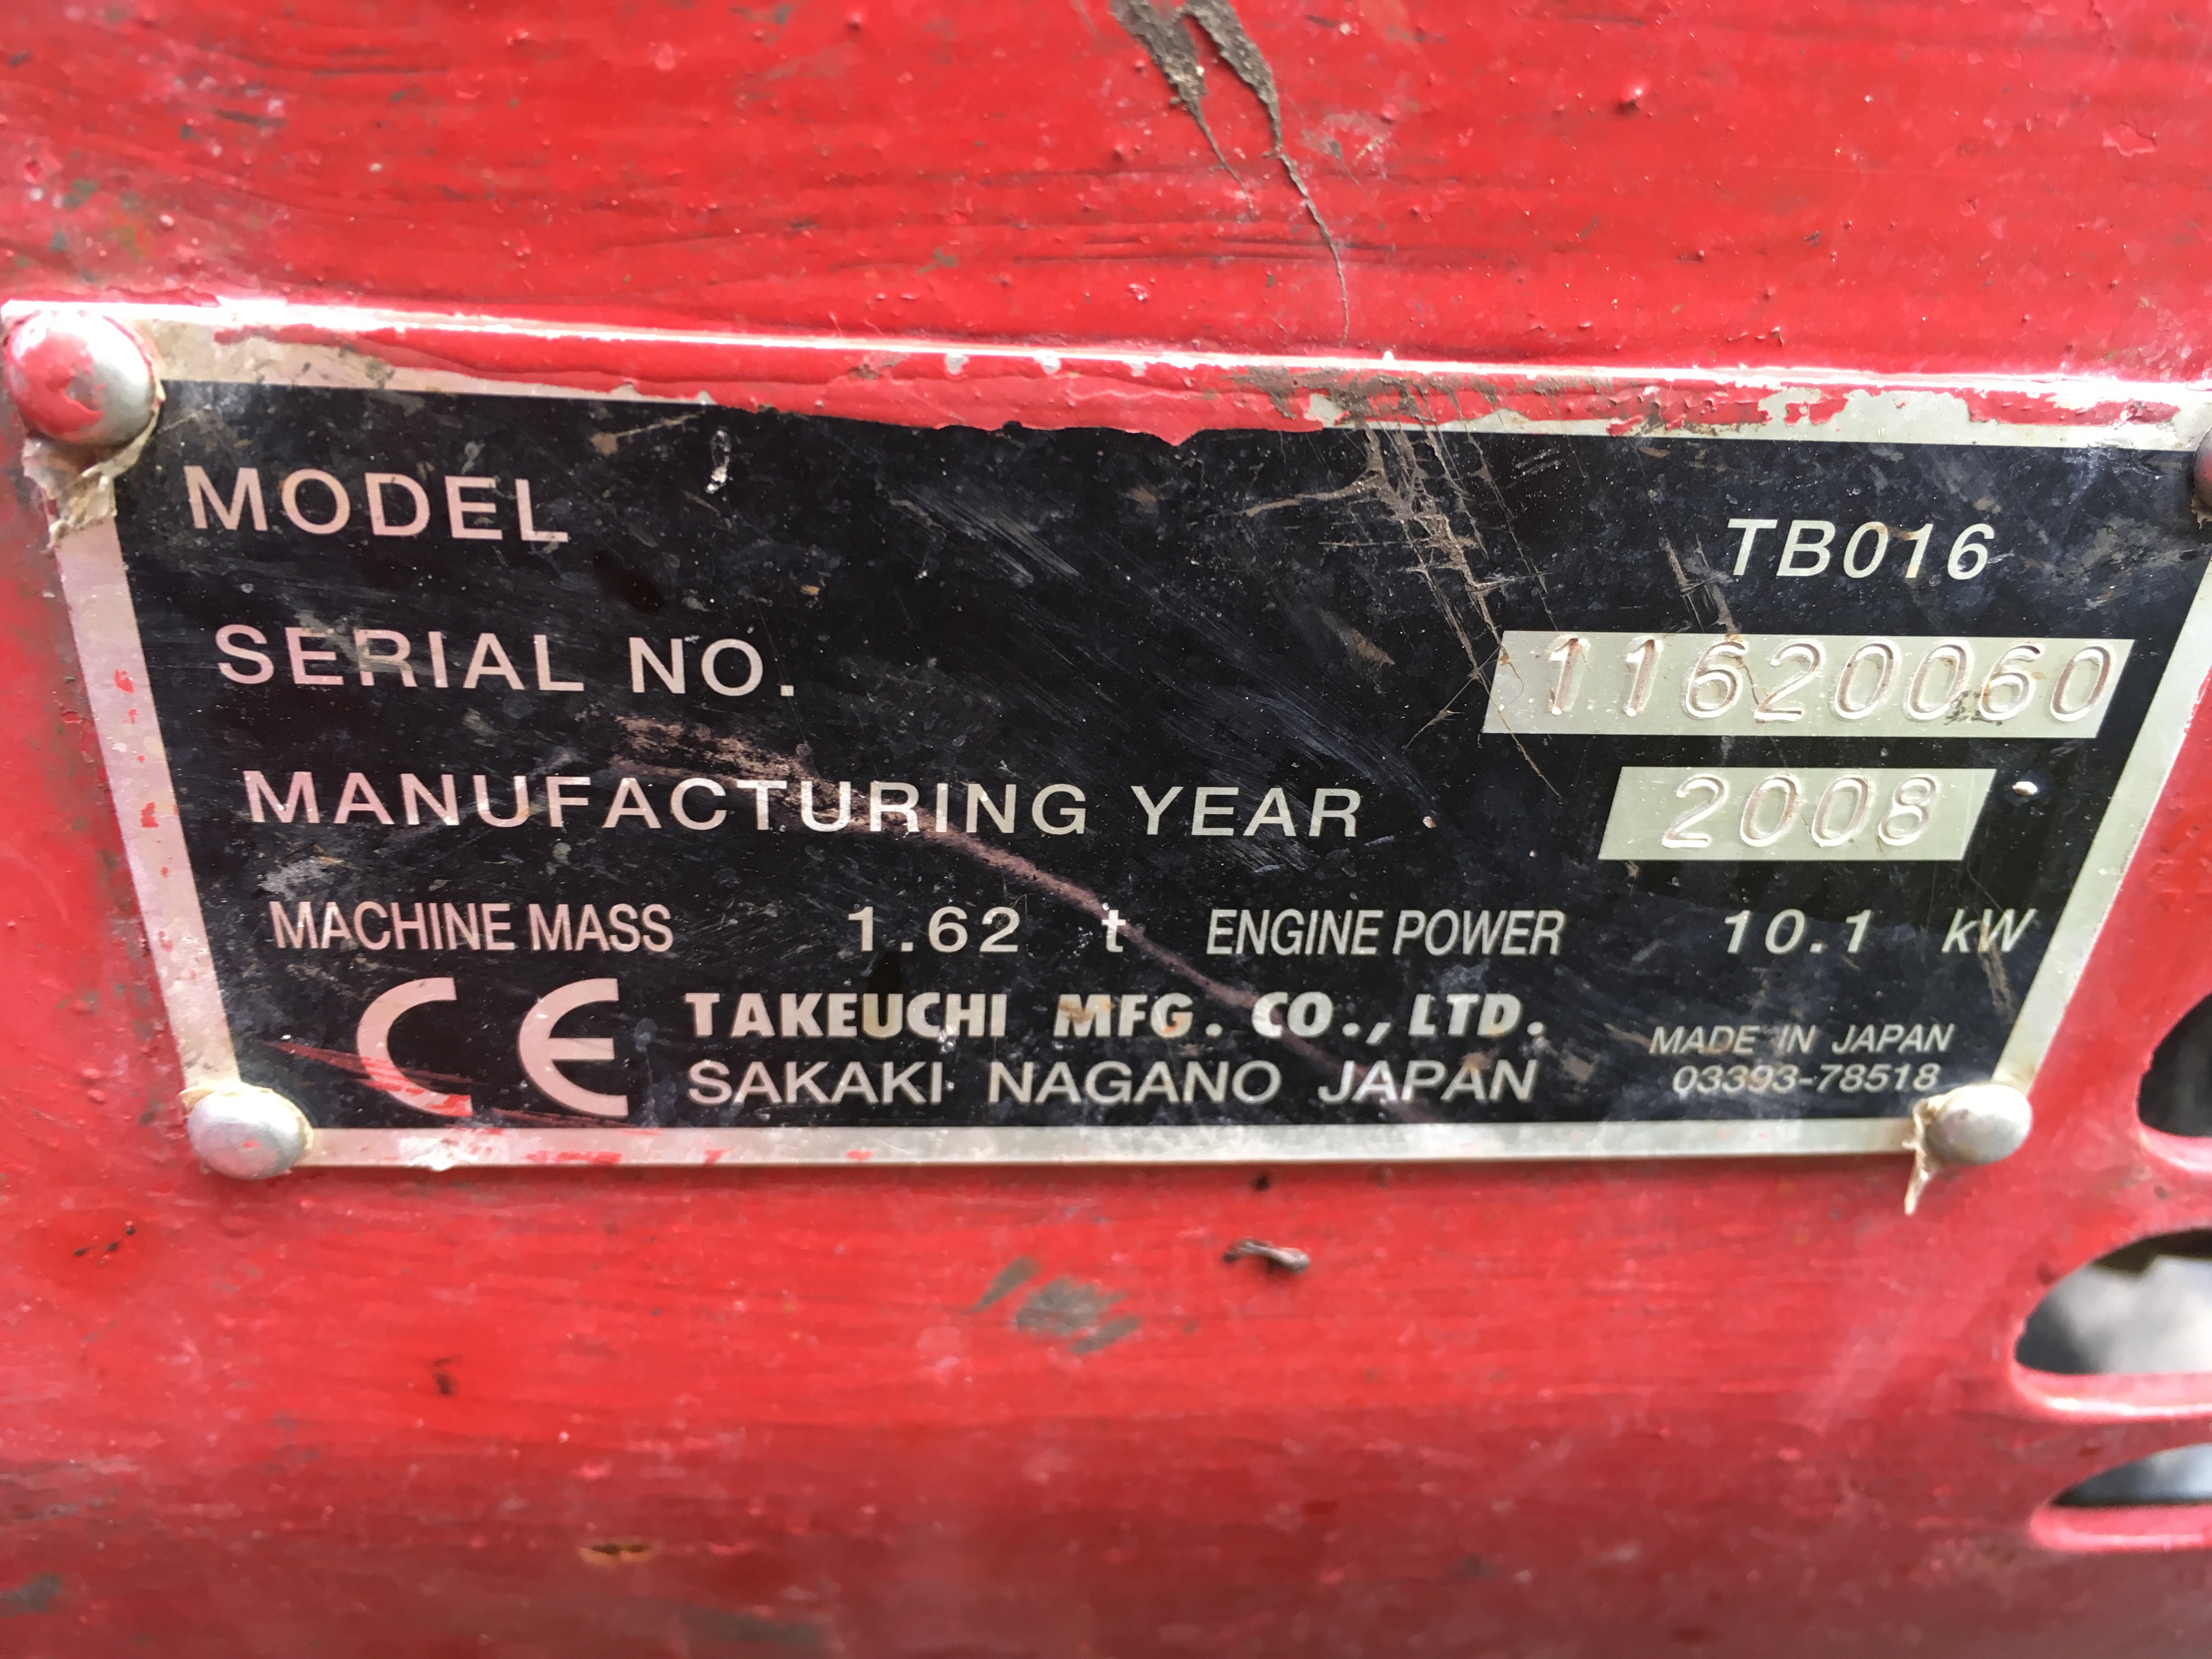 MODEL TB016
SERIAL NO. 11620060
MANUFACTURING YEAR 2008
MACHINE MASS 1.62 t ENGINE POWER 10.1 kW
CE TAKEUCHI MFG. CO., LTD.
SAKAKI NAGANO JAPAN
MADE IN JAPAN
03393-78518